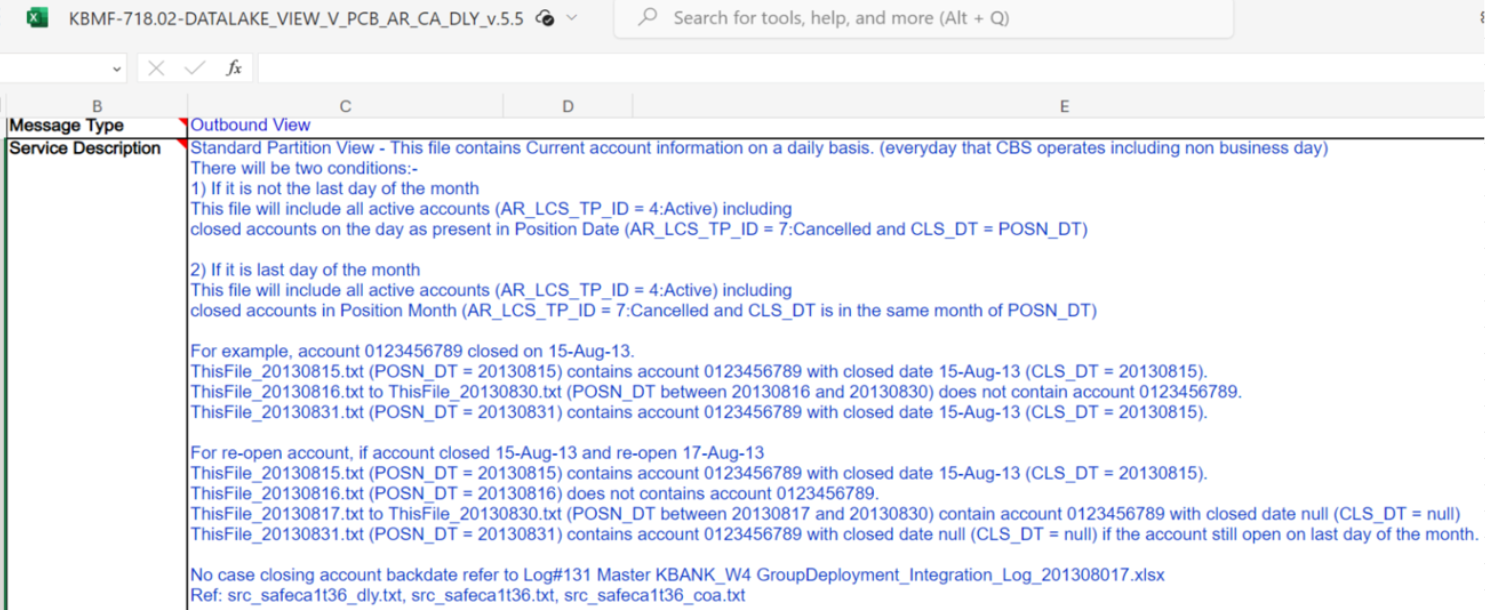 KBMF-718.02-DATALAKE_VIEW_V_PCB_AR_CA_DLY_v.5.5
Search for tools, help, and more (Alt + Q)
fx
B C D E
Message Type Outbound View
Service Description Standard Partition View - This file contains Current account information on a daily basis. (everyday that CBS operates including non business day)
There will be two conditions:-
1) If it is not the last day of the month
This file will include all active accounts (AR_LCS_TP_ID = 4:Active) including
closed accounts on the day as present in Position Date (AR_LCS_TP_ID = 7:Cancelled and CLS_DT = POSN_DT)
2) If it is last day of the month
This file will include all active accounts (AR_LCS_TP_ID = 4:Active) including
closed accounts in Position Month (AR_LCS_TP_ID = 7:Cancelled and CLS_DT is in the same month of POSN_DT)
For example, account 0123456789 closed on 15-Aug-13.
ThisFile_20130815.txt (POSN_DT = 20130815) contains account 0123456789 with closed date 15-Aug-13 (CLS_DT = 20130815).
ThisFile_20130816.txt to ThisFile_20130830.txt (POSN_DT between 20130816 and 20130830) does not contain account 0123456789.
ThisFile_20130831.txt (POSN_DT = 20130831) contains account 0123456789 with closed date 15-Aug-13 (CLS_DT = 20130815).
For re-open account, if account closed 15-Aug-13 and re-open 17-Aug-13
ThisFile_20130815.txt (POSN_DT = 20130815) contains account 0123456789 with closed date 15-Aug-13 (CLS_DT = 20130815).
ThisFile_20130816.txt (POSN_DT = 20130816) does not contains account 0123456789.
ThisFile_20130817.txt to ThisFile_20130830.txt (POSN_DT between 20130817 and 20130830) contain account 0123456789 with closed date null (CLS_DT = null)
ThisFile_20130831.txt (POSN_DT = 20130831) contains account 0123456789 with closed date null (CLS_DT = null) if the account still open on last day of the month.
No case closing account backdate refer to Log#131 Master KBANK_W4 GroupDeployment_Integration_Log_201308017.xlsx
Ref: src_safeca1t36_dly.txt, src_safeca1t36.txt, src_safeca1t36_coa.txt